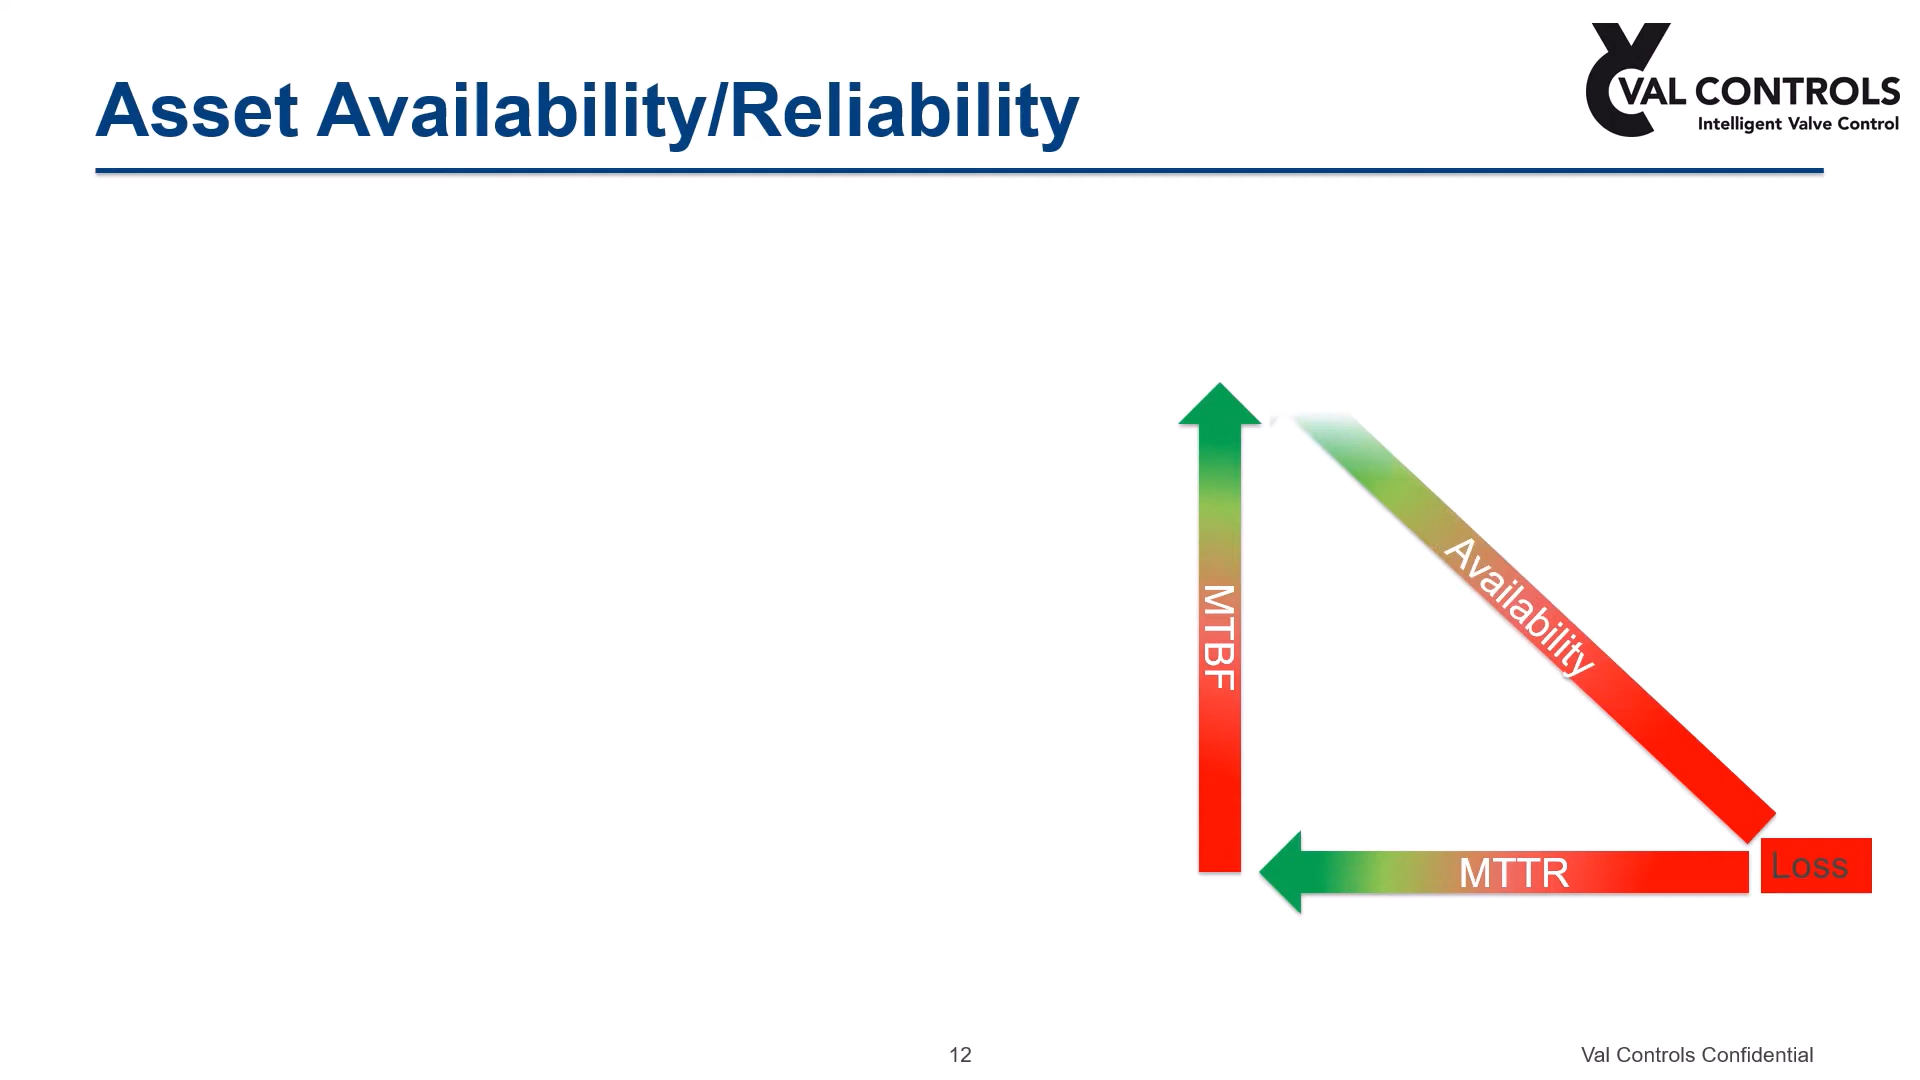 Asset Availability/Reliability
VAL CONTROLS
Intelligent Valve Control
MTBF
Availability
MTTR
Loss
12
Val Controls Confidential